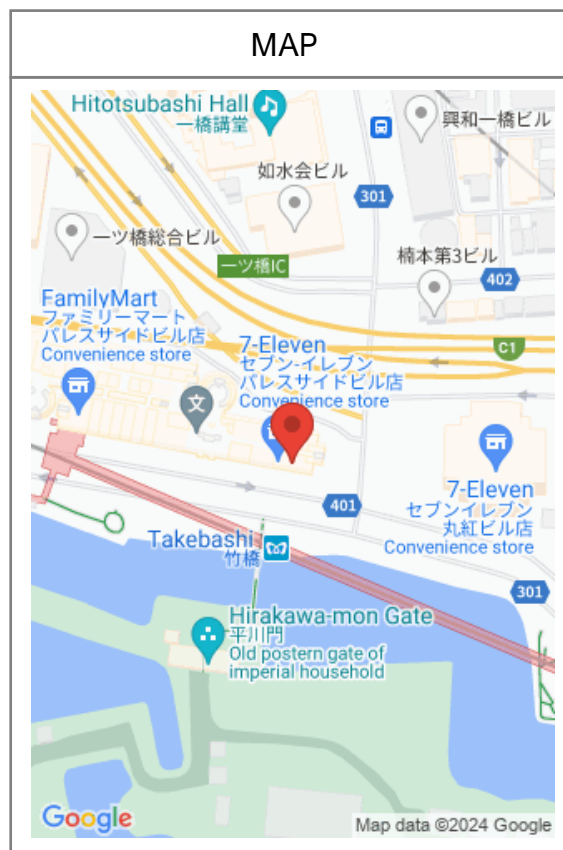 MAP
Hitotsubashi Hall
一橋講堂
興和一橋ビル
如水会ビル
301
一ツ橋総合ビル
一ツ橋IC
楠本第3ビル
402
FamilyMart
ファミリーマート
パレスサイドビル店
Convenience store
7-Eleven
セブン-イレブン
パレスサイドビル店
Convenience store
C1
文
401
7-Eleven
セブンイレブン
丸紅ビル店
Convenience store
Takebashi
竹橋
301
Hirakawa-mon Gate
平川門
Old postern gate of
imperial household
Google
Map data ©2024 Google